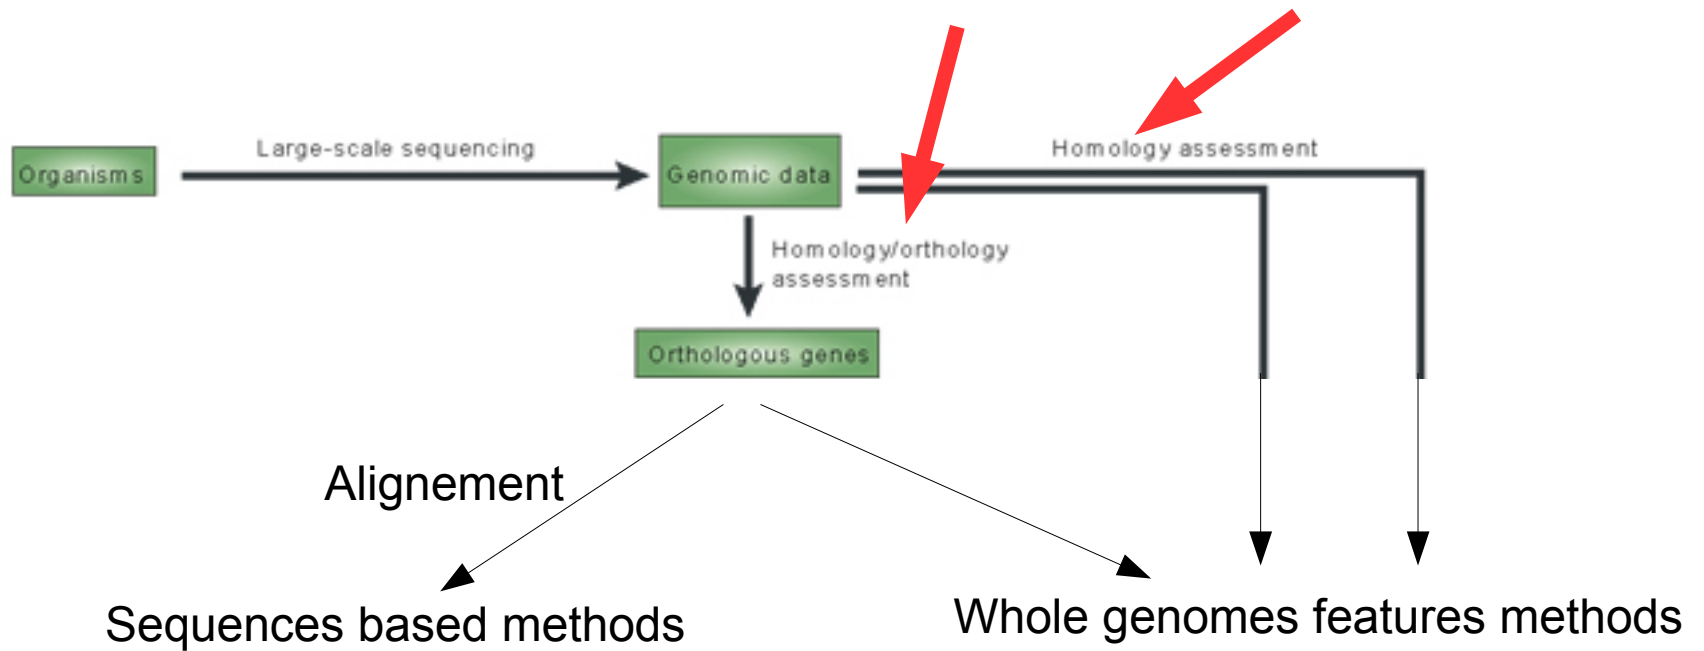 Large-scale sequencing
Homology assessment
Organisms
Genomic data
Homology/orthology
assessment
Orthologous genes
Alignement
Sequences based methods
Whole genomes features methods